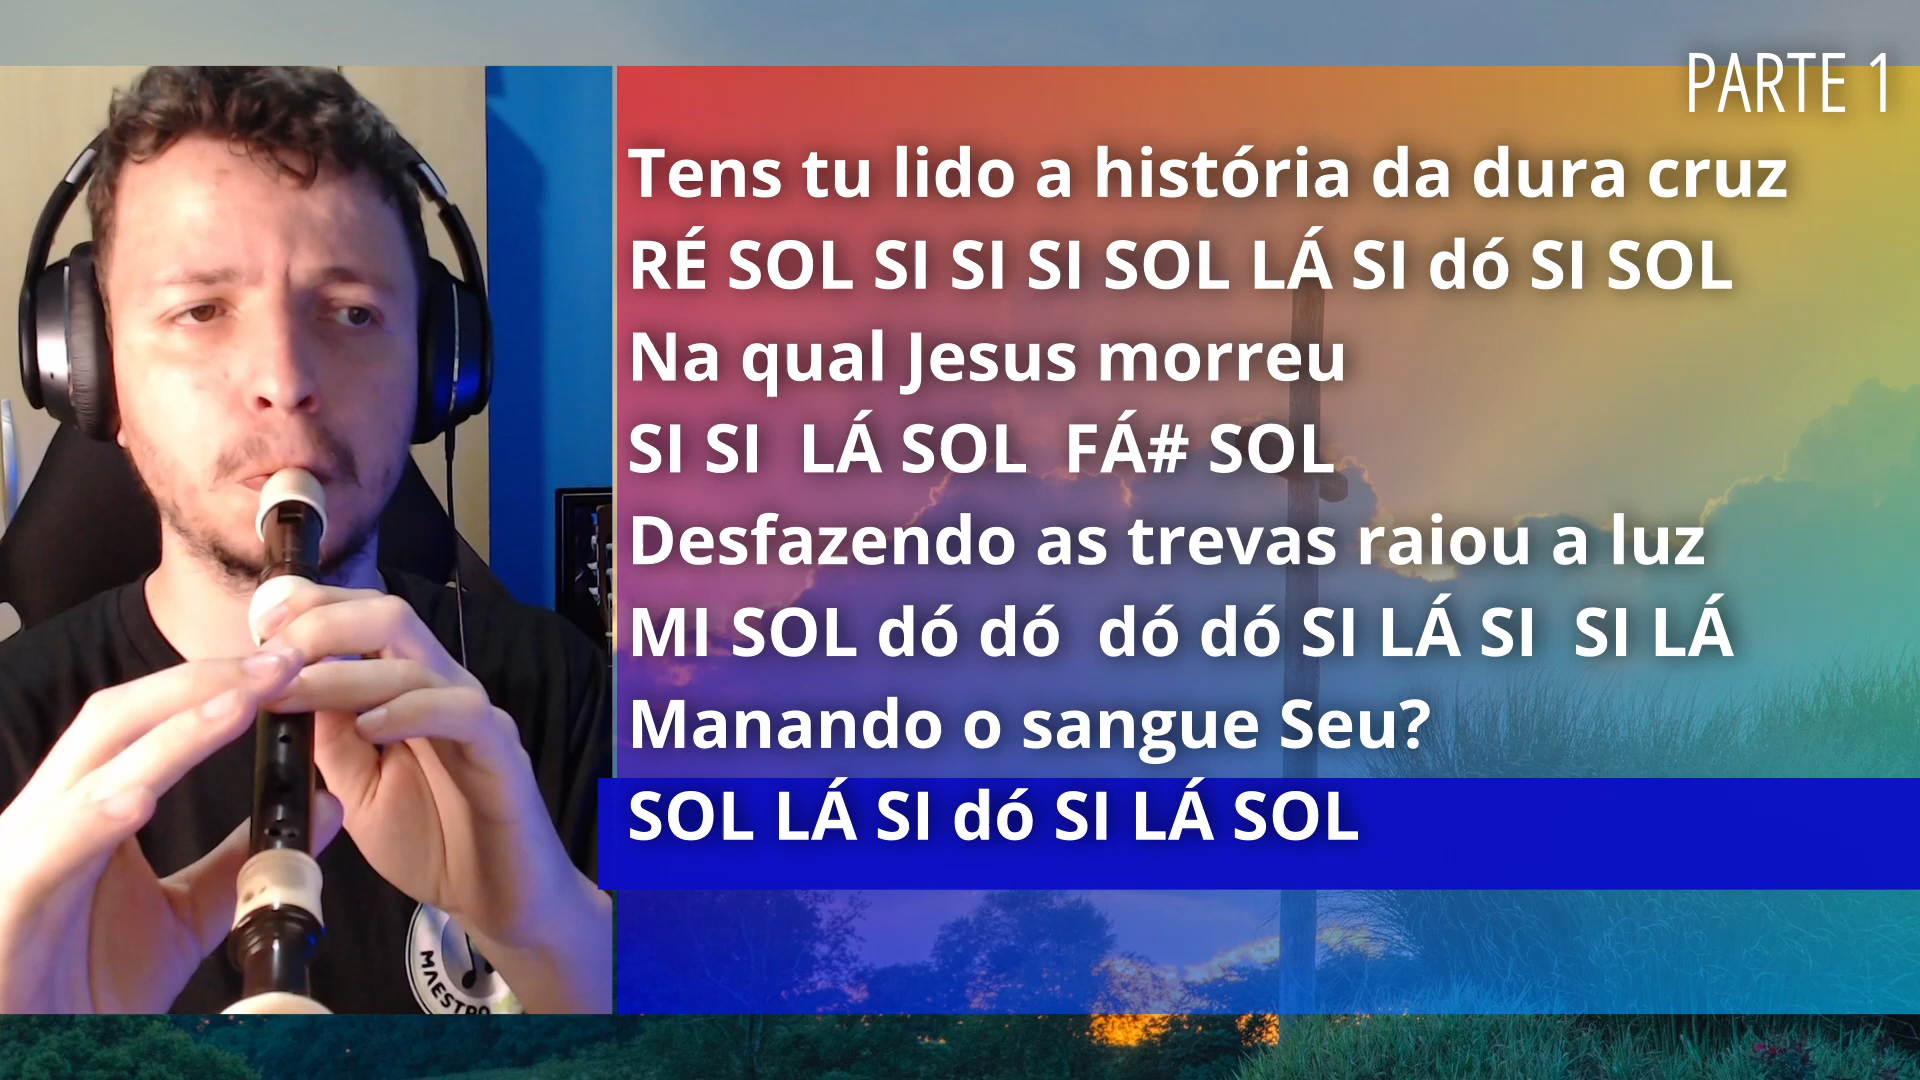 PARTE 1
Tens tu lido a história da dura cruz
RÉ SOL SI SI SI SOL LÁ SI dó SI SOL
Na qual Jesus morreu
SI SI LÁ SOL FÁ# SOL
Desfazendo as trevas raiou a luz
MI SOL dó dó dó dó SI LÁ SI SI LÁ
Manando o sangue Seu?
SOL LÁ SI dó SI LÁ SOL
MAESTRO